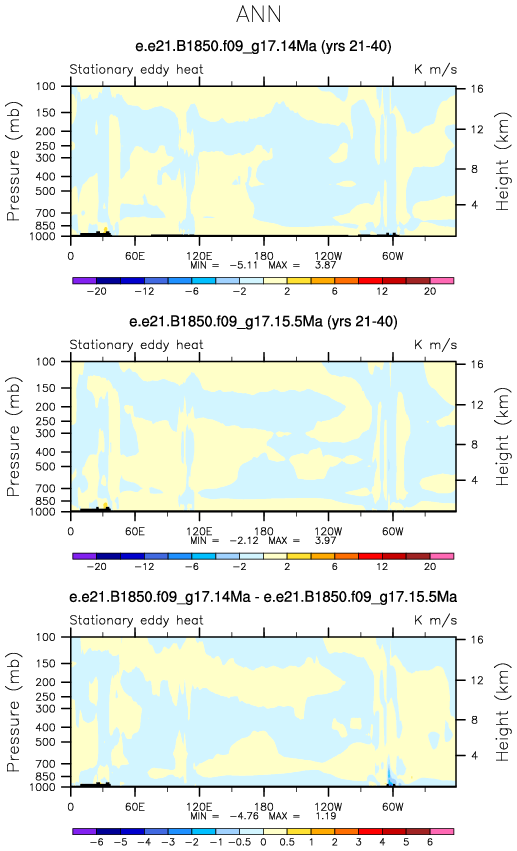 ANN
e.e21.B1850.f09_g17.14Ma (yrs 21-40)
Stationary eddy heat K m/s
Pressure (mb)
Height (km)
100 150 200 250 300 400 500 700 850 1000
16 12 8 4
0 60E 120E 180 120W 60W
MIN = -5.11 MAX = 3.87
-20 -12 -6 -2 2 6 12 20
e.e21.B1850.f09_g17.15.5Ma (yrs 21-40)
Stationary eddy heat K m/s
Pressure (mb)
Height (km)
100 150 200 250 300 400 500 700 850 1000
16 12 8 4
0 60E 120E 180 120W 60W
MIN = -2.12 MAX = 3.97
-20 -12 -6 -2 2 6 12 20
e.e21.B1850.f09_g17.14Ma - e.e21.B1850.f09_g17.15.5Ma
Stationary eddy heat K m/s
Pressure (mb)
Height (km)
100 150 200 250 300 400 500 700 850 1000
16 12 8 4
0 60E 120E 180 120W 60W
MIN = -4.76 MAX = 1.19
-6 -5 -4 -3 -2 -1 -0.5 0 0.5 1 2 3 4 5 6